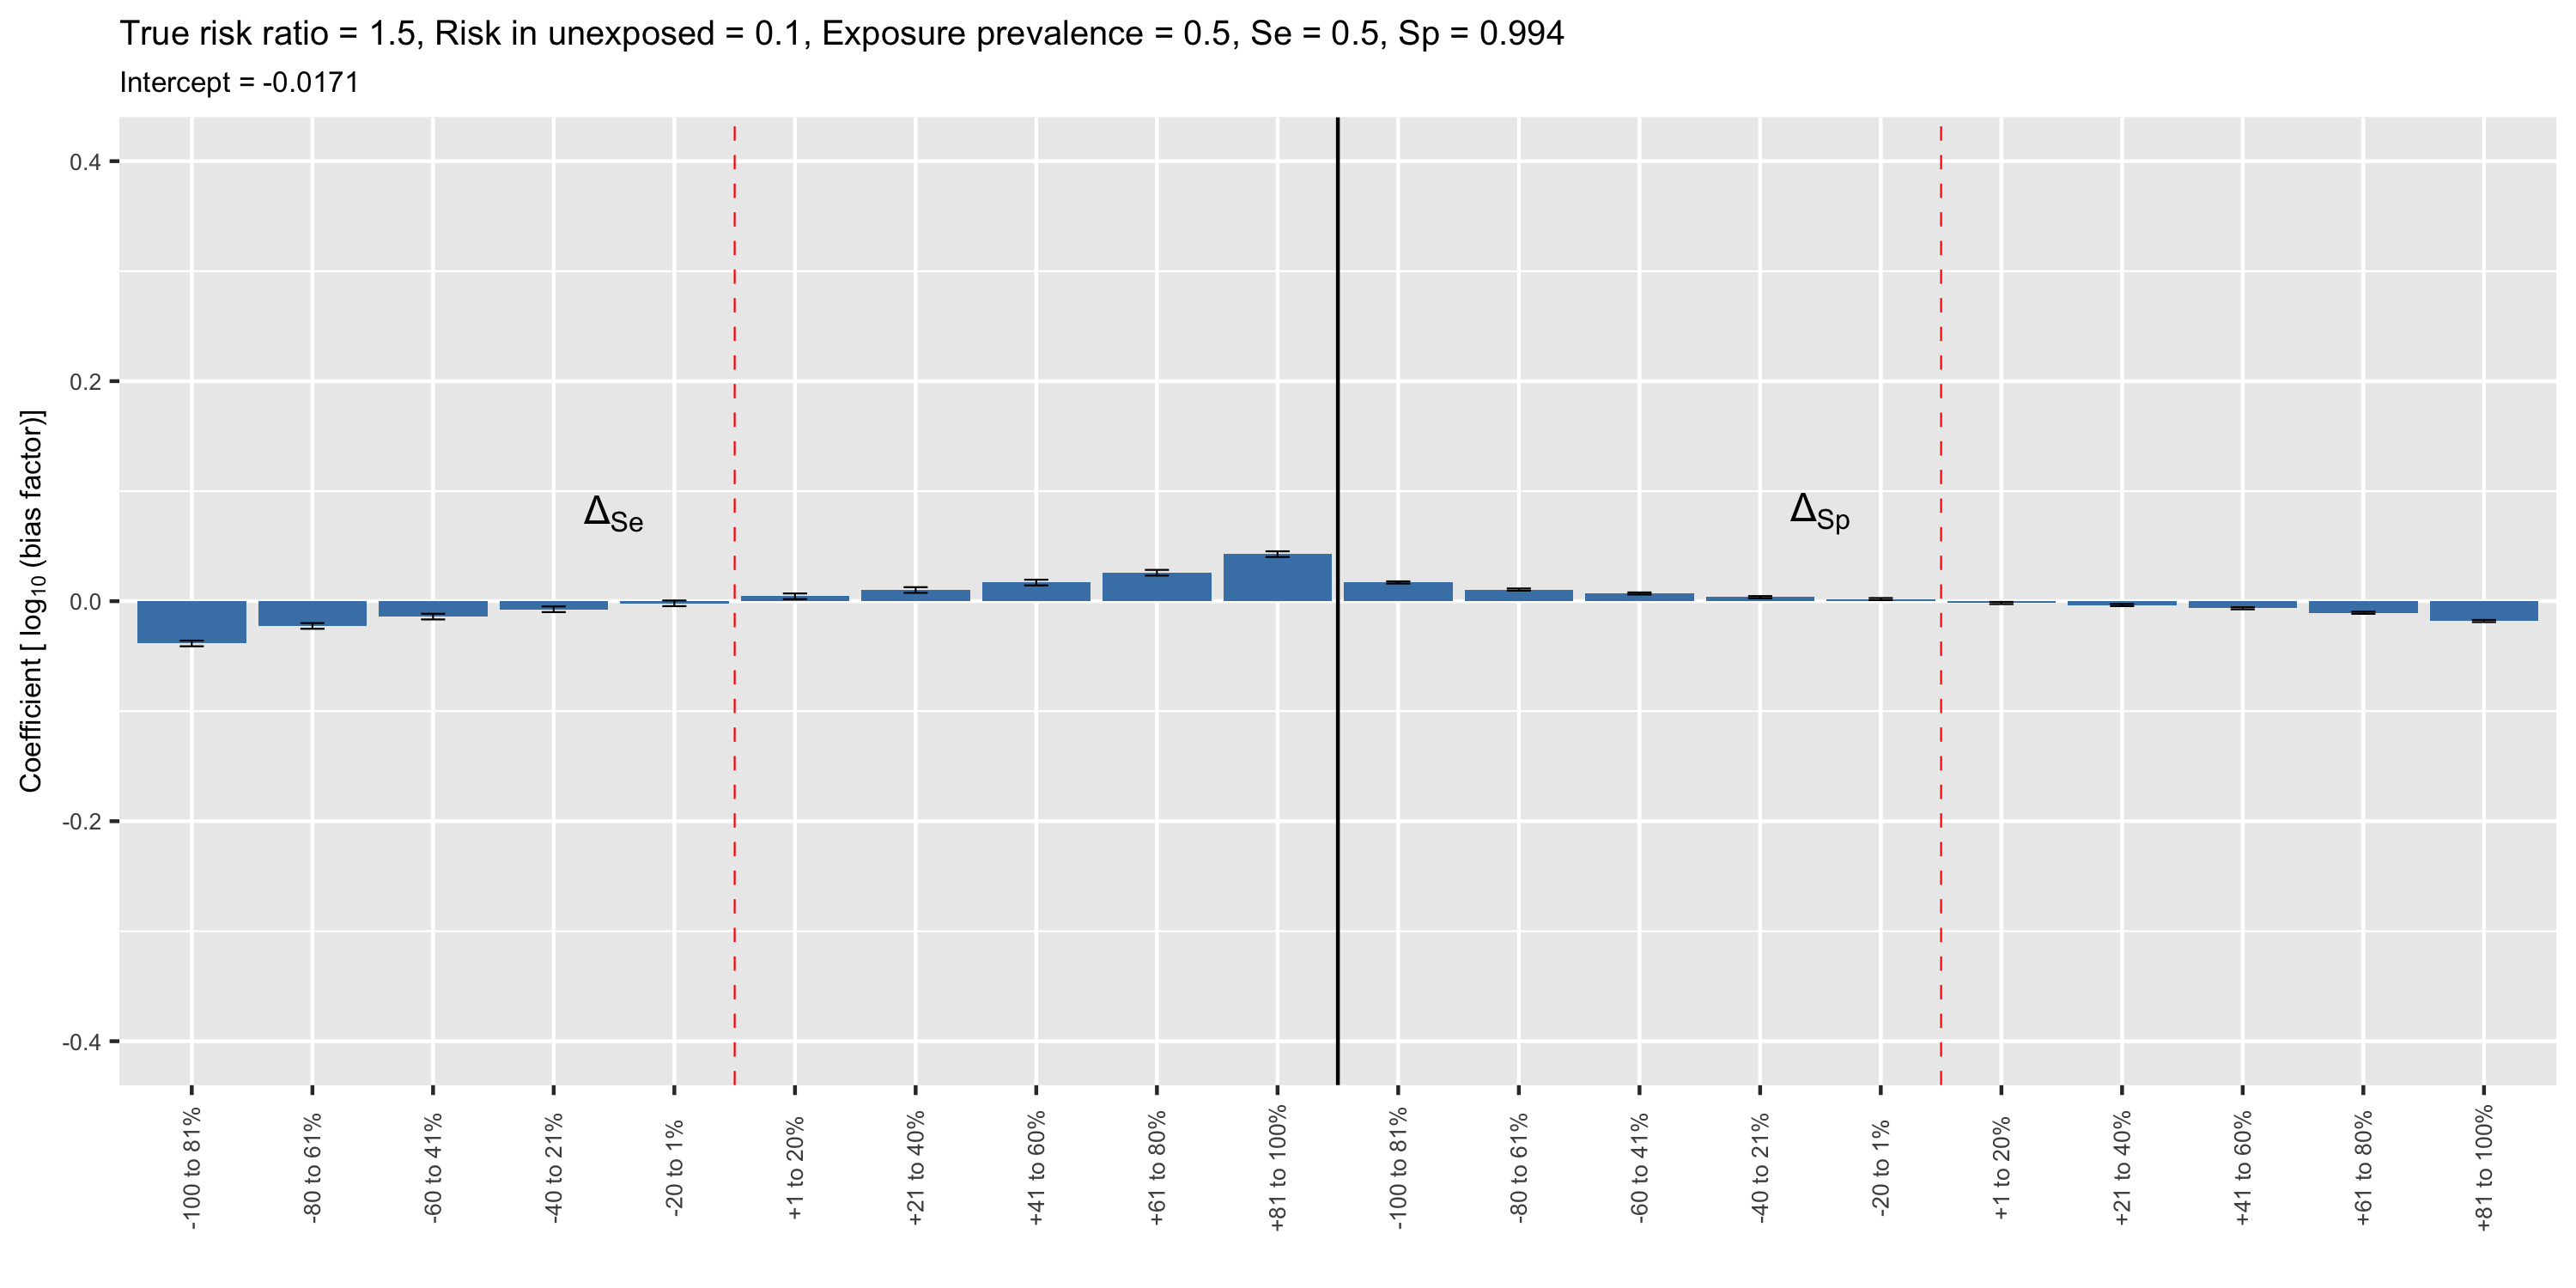 True risk ratio = 1.5, Risk in unexposed = 0.1, Exposure prevalence = 0.5, Se = 0.5, Sp = 0.994
Intercept = -0.0171
Coefficient [ log10 (bias factor)]
0.4
0.2
0.0
-0.2
-0.4
ΔSe
ΔSp
-100 to 81%
-80 to 61%
-60 to 41%
-40 to 21%
-20 to 1%
+1 to 20%
+21 to 40%
+41 to 60%
+61 to 80%
+81 to 100%
-100 to 81%
-80 to 61%
-60 to 41%
-40 to 21%
-20 to 1%
+1 to 20%
+21 to 40%
+41 to 60%
+61 to 80%
+81 to 100%